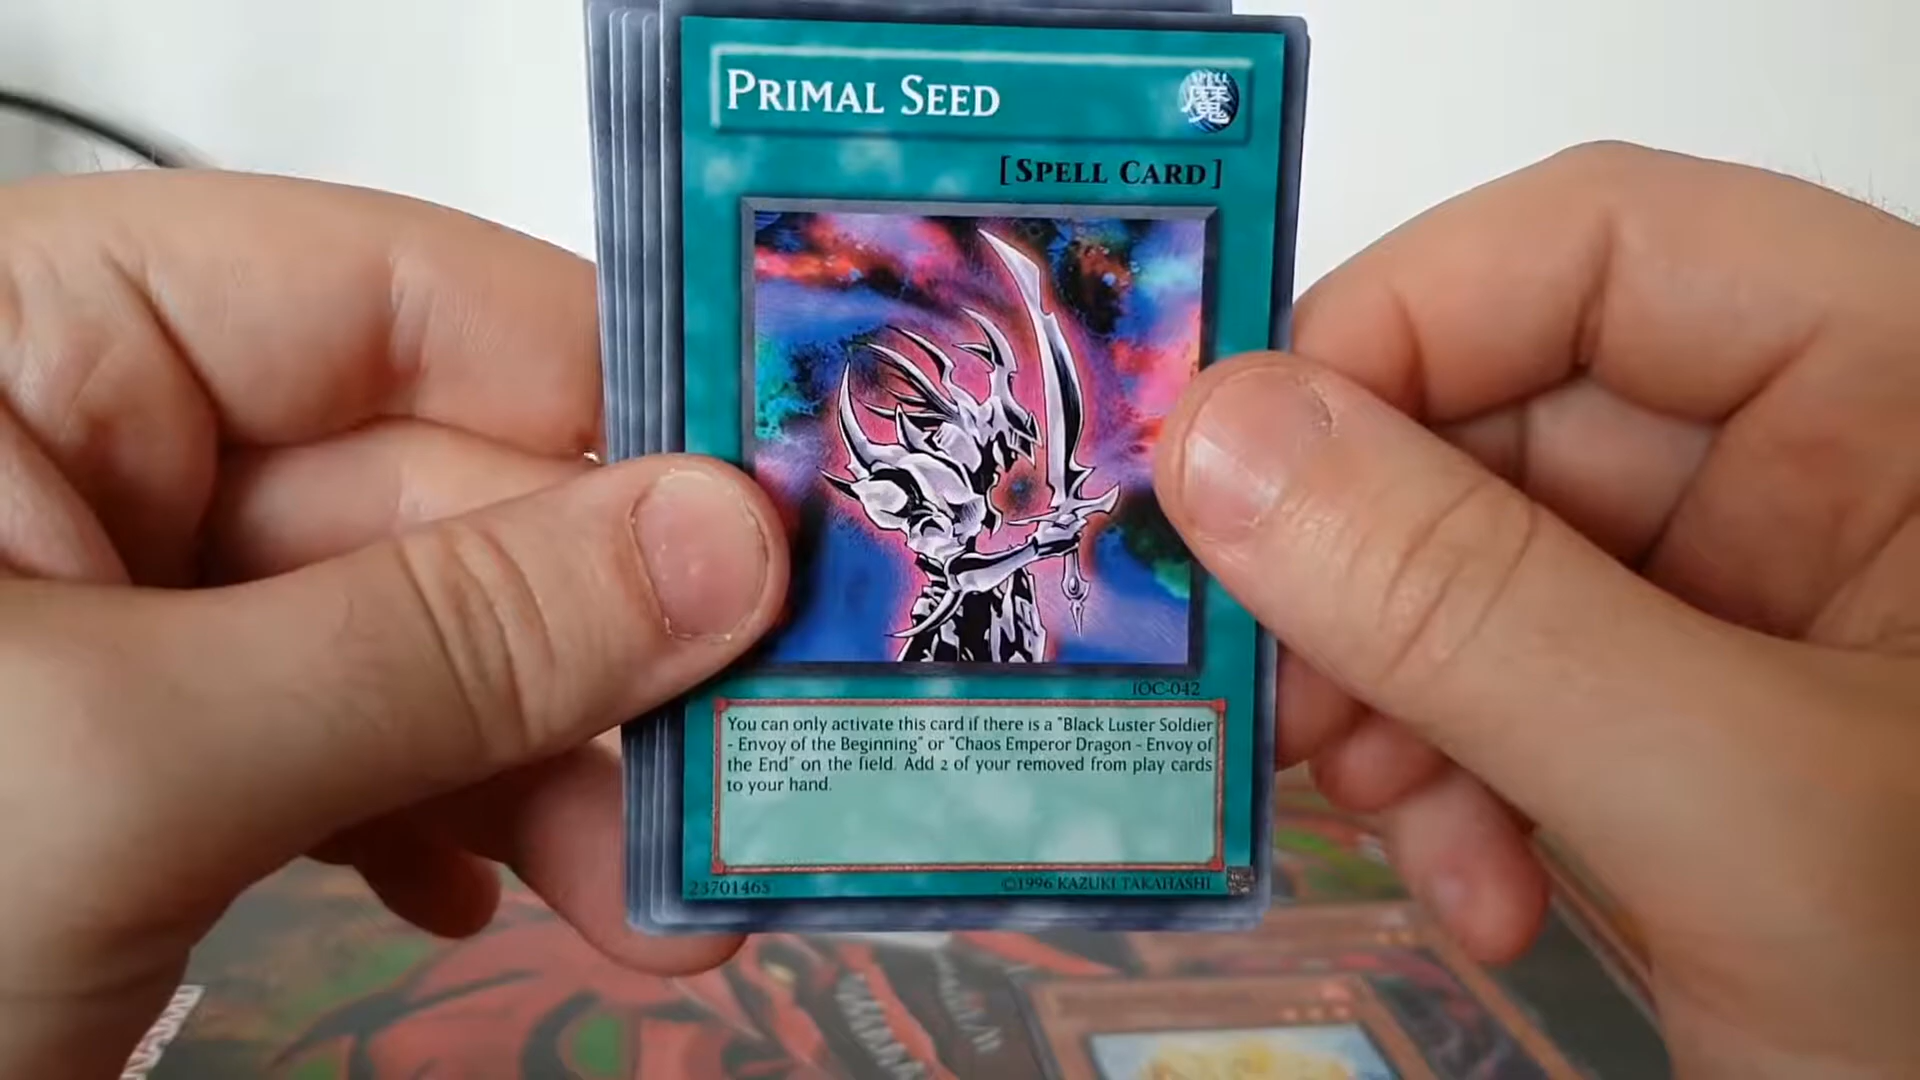 PRIMAL SEED
SPELL
魔
[SPELL CARD]
IOC-042
You can only activate this card if there is a "Black Luster Soldier
- Envoy of the Beginning" or "Chaos Emperor Dragon - Envoy of
the End" on the field. Add 2 of your removed from play cards
to your hand.
23701465
©1996 KAZUKI TAKAHASHI